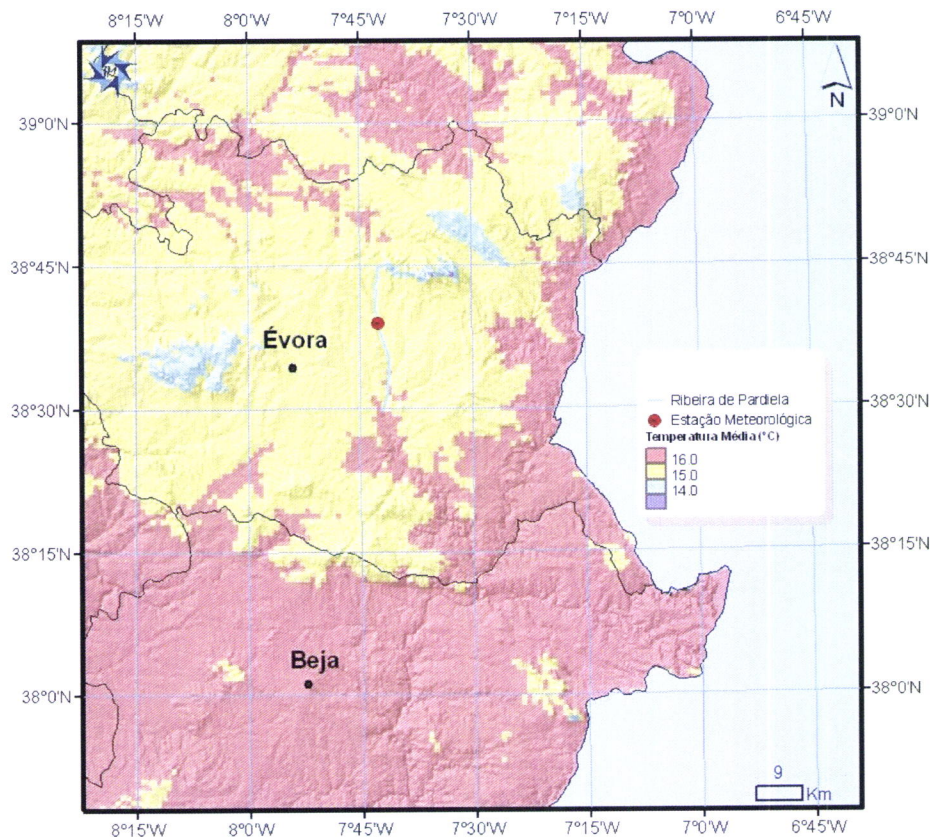 8°15'W 8°0'W 7°45'W 7°30'W 7°15'W 7°0'W 6°45'W
39°0'N 39°0'N
N
38°45'N 38°45'N
Évora
38°30'N 38°30'N
Ribeira de Pardiela
Estação Meteorológica
Temperatura Média (°C)
16.0
15.0
14.0
38°15'N 38°15'N
Beja
38°0'N 38°0'N
9
Km
8°15'W 8°0'W 7°45'W 7°30'W 7°15'W 7°0'W 6°45'W